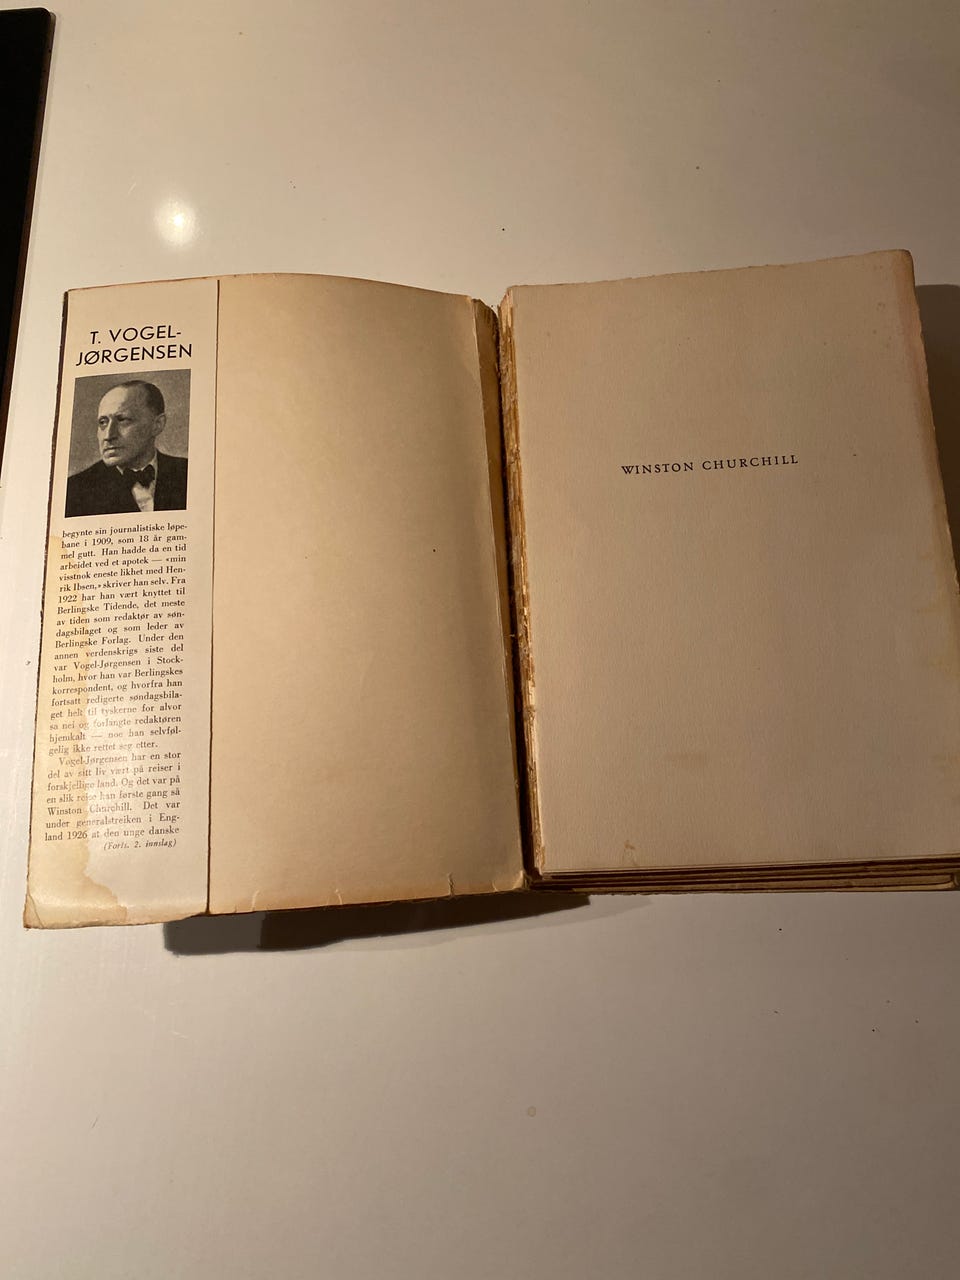 T. VOGEL-
JØRGENSEN
begynte sin journalistiske løpe-
bane i 1909, som 18 år gam-
mel gutt. Han hadde da en tid
arbeidet ved et apotek — «min
visstnok eneste likhet med Hen-
rik Ibsen,» skriver han selv. Fra
1922 har han vært knyttet til
Berlingske Tidende, det meste
av tiden som redaktør av søn-
dagsbilaget og som leder av
Berlingske Forlag. Under den
annen verdenskrigs siste del
var Vogel-Jørgensen i Stock-
holm, hvor han var Berlingskes
korrespondent, og hvorfra han
fortsatt redigerte søndagsbila-
get helt til tyskerne for alvor
sa nei og forlangte redaktøren
hjemkalt — noe han selvføl-
gelig ikke rettet seg etter.
Vogel-Jørgensen har en stor
del av sitt liv vært på reiser i
forskjellige land. Og det var på
en slik reise han første gang så
Winston Churchill. Det var
under generalstreiken i Eng-
land 1926 at den unge danske
(Forts. 2. innslag)
WINSTON CHURCHILL